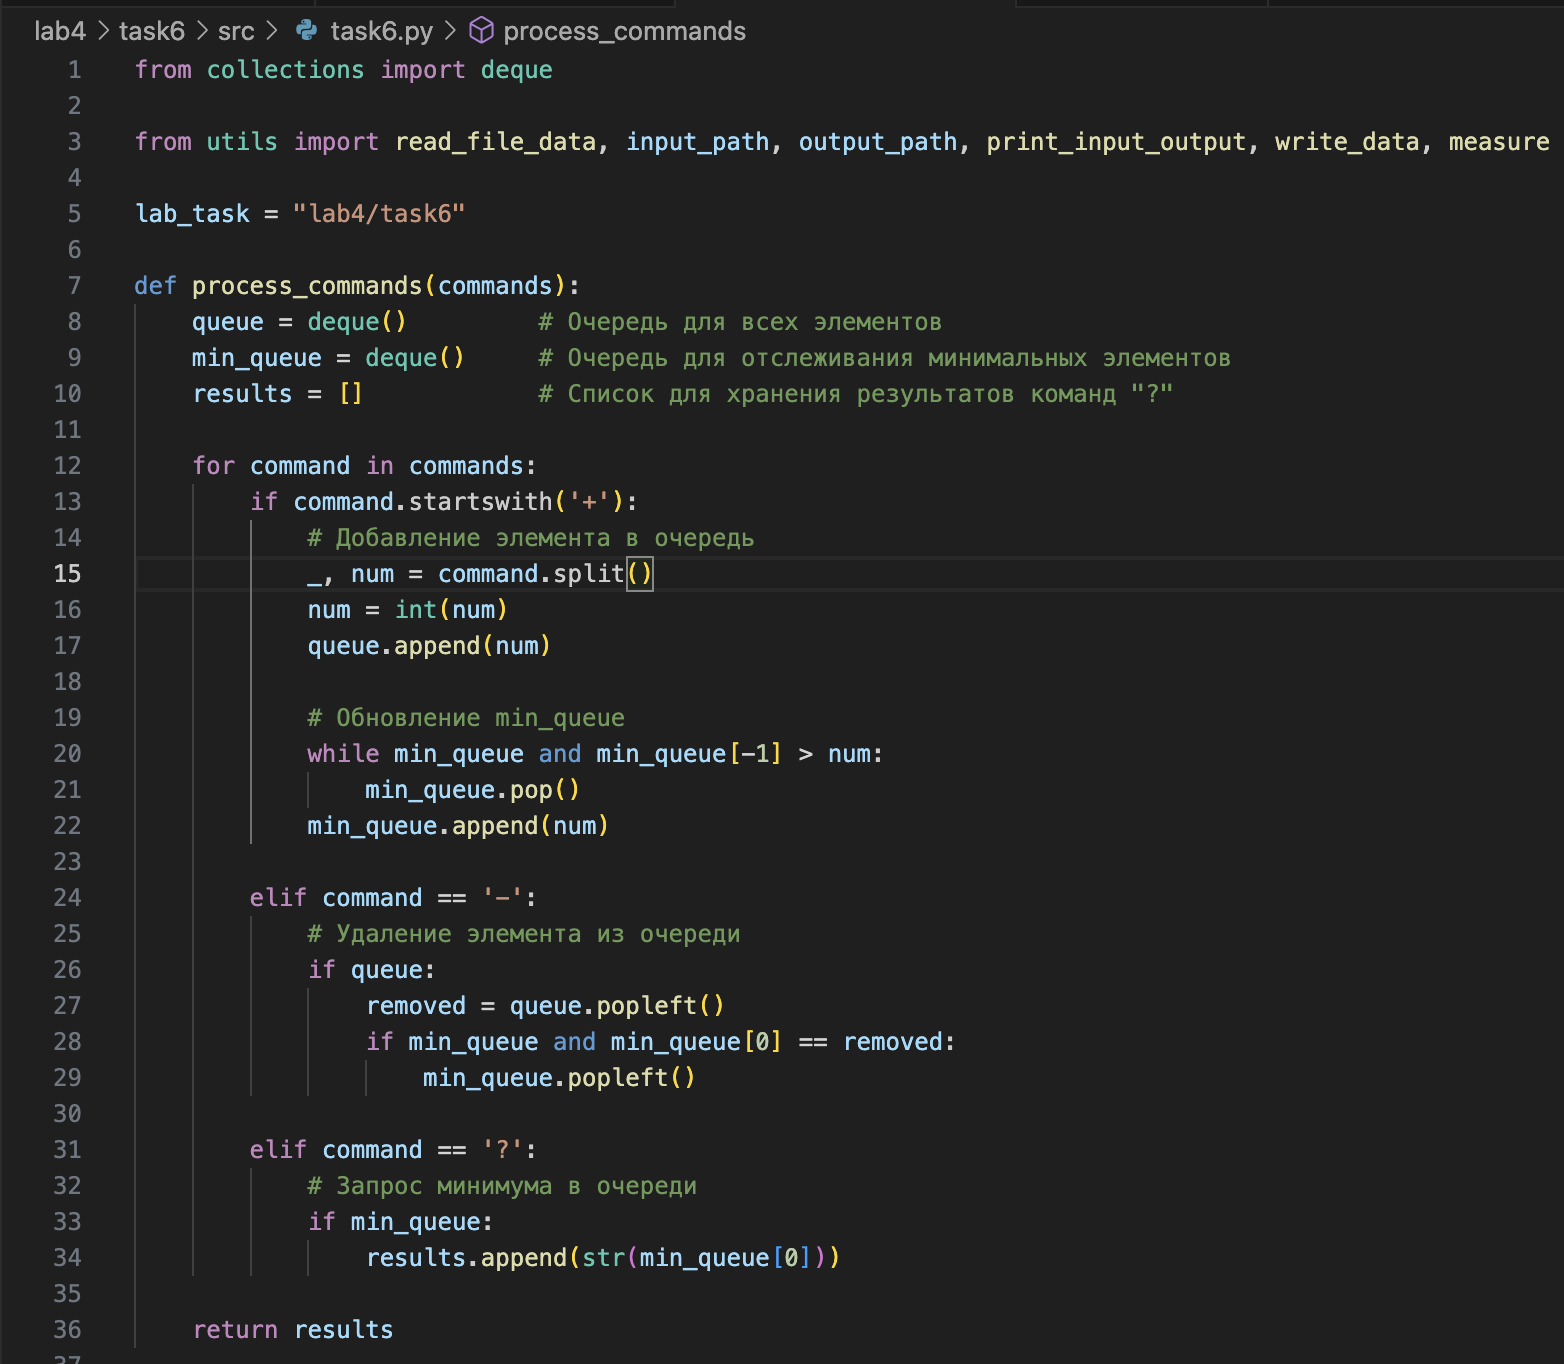 lab4 > task6 > src > task6.py > process_commands
1 from collections import deque
2
3 from utils import read_file_data, input_path, output_path, print_input_output, write_data, measure
4
5 lab_task = "lab4/task6"
6
7 def process_commands(commands):
8     queue = deque()         # Очередь для всех элементов
9     min_queue = deque()     # Очередь для отслеживания минимальных элементов
10     results = []            # Список для хранения результатов команд "?"
11
12     for command in commands:
13         if command.startswith('+'):
14             # Добавление элемента в очередь
15             _, num = command.split()
16             num = int(num)
17             queue.append(num)
18
19             # Обновление min_queue
20             while min_queue and min_queue[-1] > num:
21                 min_queue.pop()
22             min_queue.append(num)
23
24         elif command == '-':
25             # Удаление элемента из очереди
26             if queue:
27                 removed = queue.popleft()
28                 if min_queue and min_queue[0] == removed:
29                     min_queue.popleft()
30
31         elif command == '?':
32             # Запрос минимума в очереди
33             if min_queue:
34                 results.append(str(min_queue[0]))
35
36     return results
37